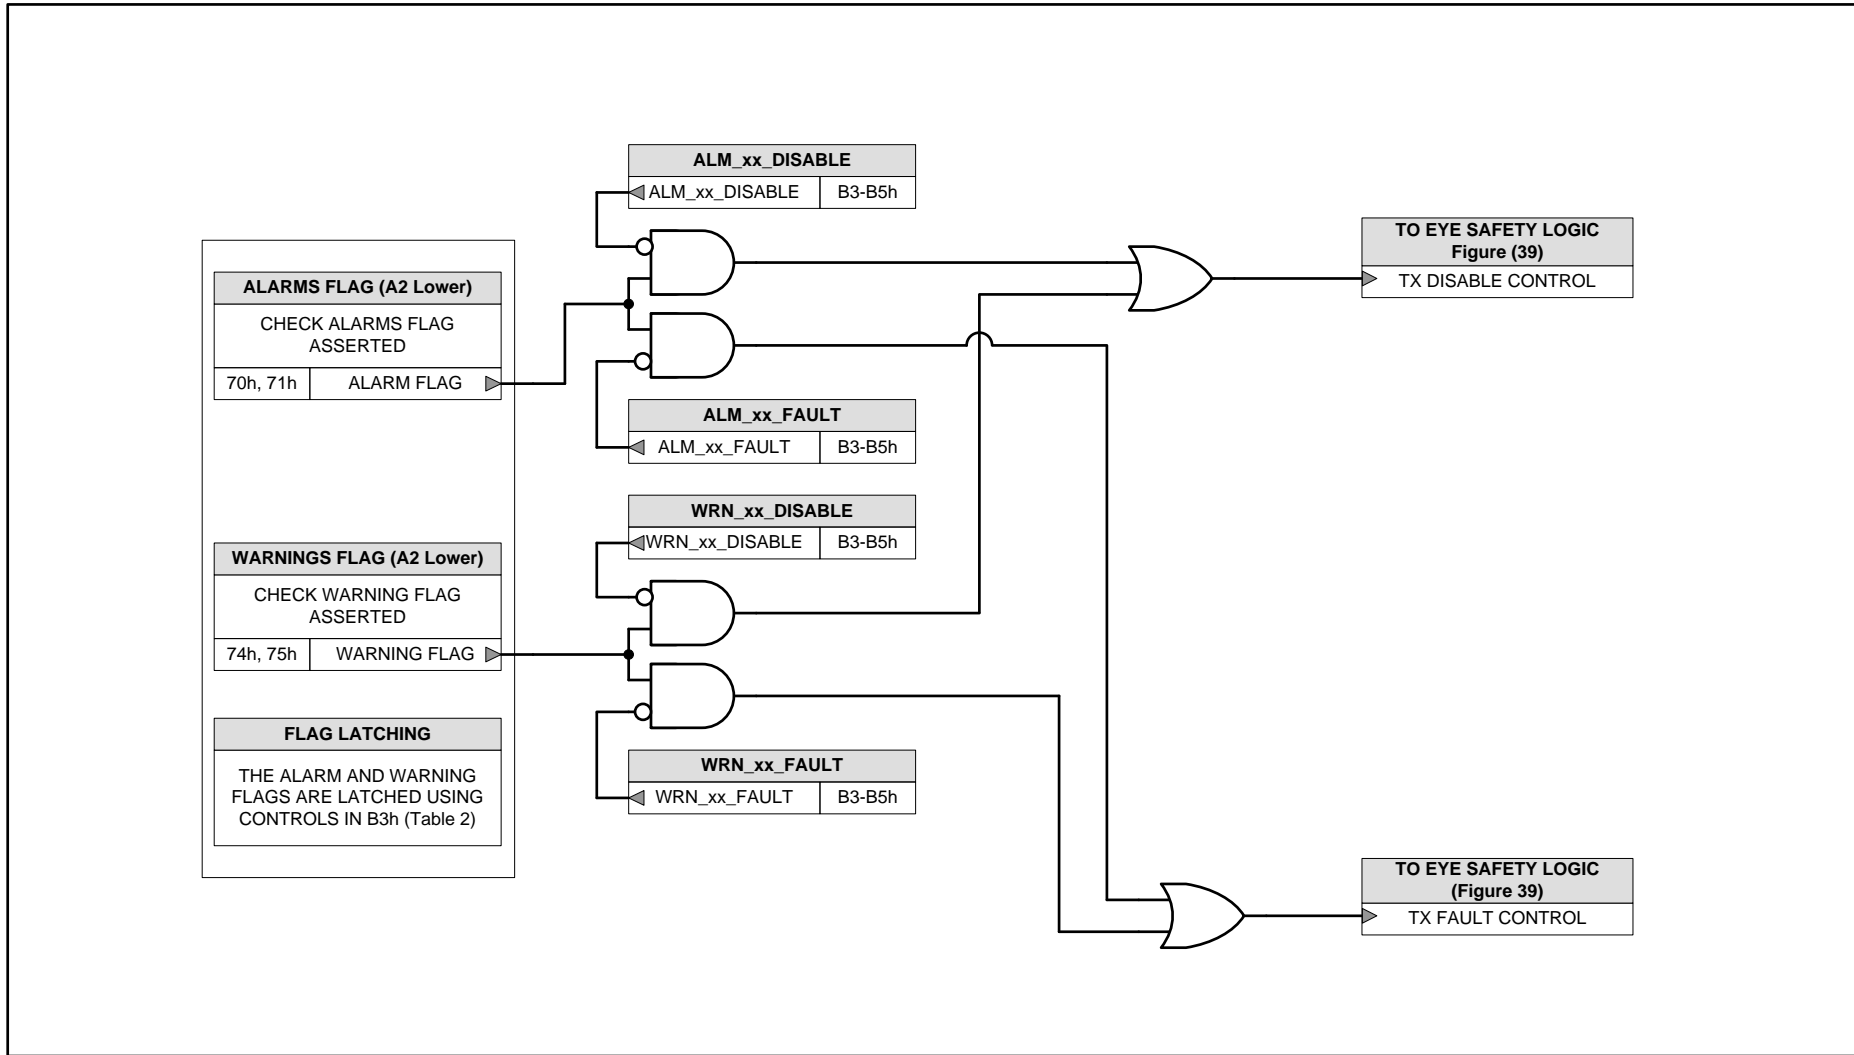 ALM_xx_DISABLE
ALM_xx_DISABLE B3-B5h
TO EYE SAFETY LOGIC
Figure (39)
TX DISABLE CONTROL
ALARMS FLAG (A2 Lower)
CHECK ALARMS FLAG
ASSERTED
70h, 71h ALARM FLAG
ALM_xx_FAULT
ALM_xx_FAULT B3-B5h
WRN_xx_DISABLE
WRN_xx_DISABLE B3-B5h
WARNINGS FLAG (A2 Lower)
CHECK WARNING FLAG
ASSERTED
74h, 75h WARNING FLAG
FLAG LATCHING
THE ALARM AND WARNING
FLAGS ARE LATCHED USING
CONTROLS IN B3h (Table 2)
WRN_xx_FAULT
WRN_xx_FAULT B3-B5h
TO EYE SAFETY LOGIC
(Figure 39)
TX FAULT CONTROL